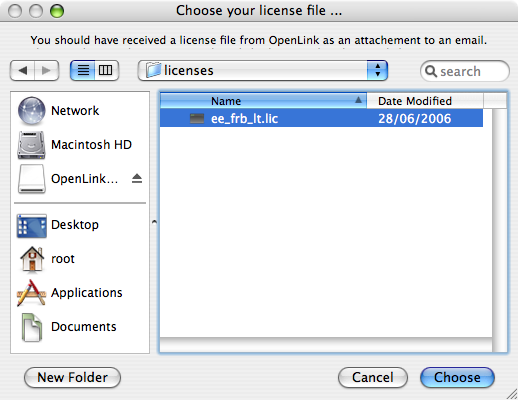 Choose your license file ...
You should have received a license file from OpenLink as an attachement to an email.
licenses
search
Name
Date Modified
ee_frb_lt.lic
28/06/2006
Network
Macintosh HD
OpenLink...
Desktop
root
Applications
Documents
New Folder
Cancel
Choose